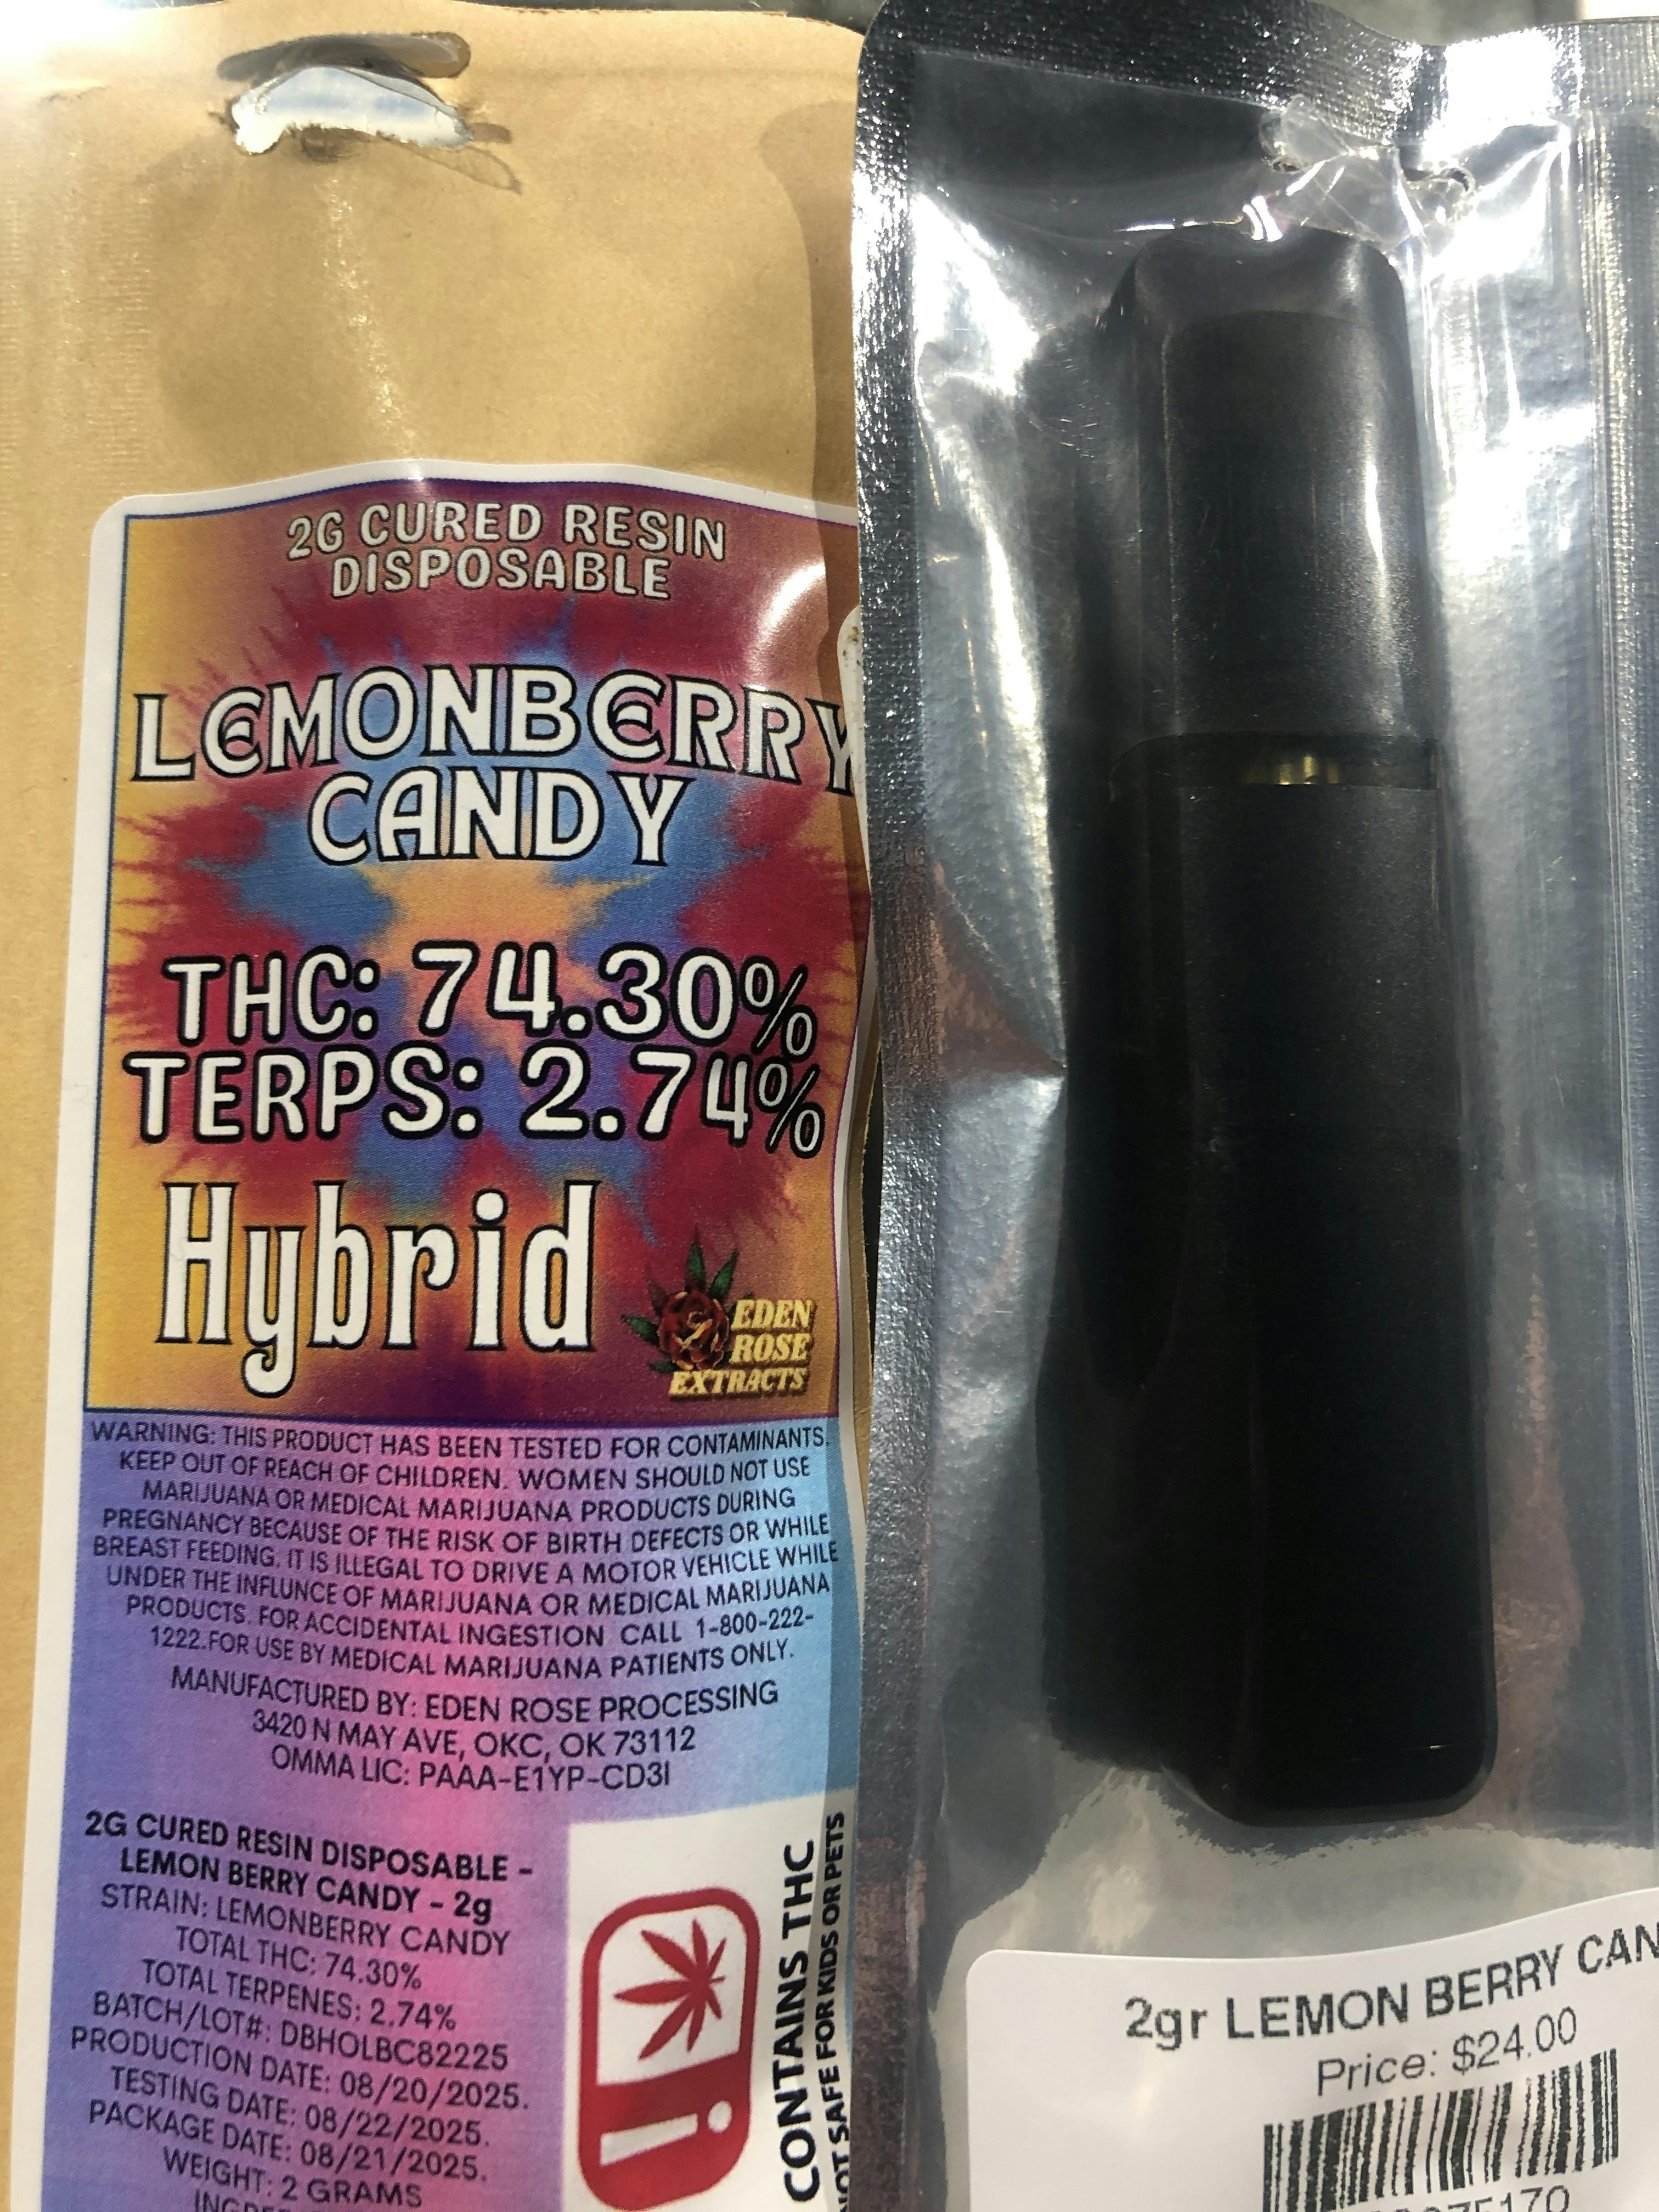 2G CURED RESIN
DISPOSABLE
LEMONBERRY
CANDY
THC: 74.30%
TERPS: 2.74%
Hybrid
EDEN
ROSE
EXTRACTS
WARNING: THIS PRODUCT HAS BEEN TESTED FOR CONTAMINANTS.
KEEP OUT OF REACH OF CHILDREN. WOMEN SHOULD NOT USE
MARIJUANA OR MEDICAL MARIJUANA PRODUCTS DURING
PREGNANCY BECAUSE OF THE RISK OF BIRTH DEFECTS OR WHILE
BREAST FEEDING. IT IS ILLEGAL TO DRIVE A MOTOR VEHICLE WHILE
UNDER THE INFLUNCE OF MARIJUANA OR MEDICAL MARIJUANA
PRODUCTS. FOR ACCIDENTAL INGESTION CALL 1-800-222-
1222.FOR USE BY MEDICAL MARIJUANA PATIENTS ONLY.
MANUFACTURED BY: EDEN ROSE PROCESSING
3420 N MAY AVE, OKC, OK 73112
OMMA LIC: PAAA-E1YP-CD3I
2G CURED RESIN DISPOSABLE -
LEMON BERRY CANDY - 2g
STRAIN: LEMONBERRY CANDY
TOTAL THC: 74.30%
TOTAL TERPENES: 2.74%
BATCH/LOT#: DBHOLBC82225
PRODUCTION DATE: 08/20/2025.
TESTING DATE: 08/22/2025.
PACKAGE DATE: 08/21/2025.
WEIGHT: 2 GRAMS
CONTAINS THC
NOT SAFE FOR KIDS OR PETS
2gr LEMON BERRY CAN
Price: $24.00